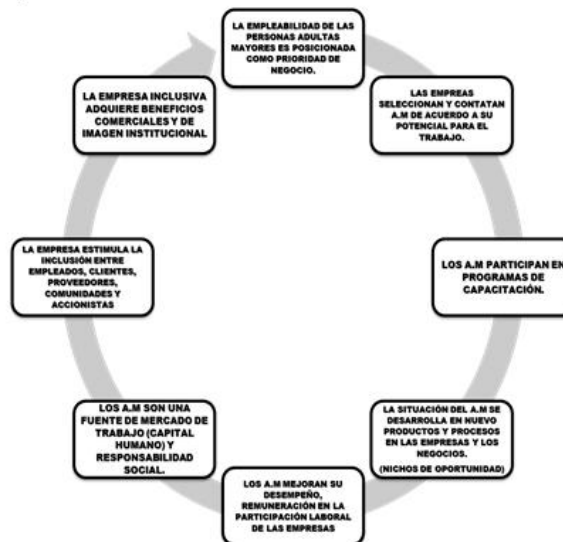 LA EMPLEABILIDAD DE LAS
PERSONAS ADULTAS
MAYORES ES POSICIONADA
COMO PRIORIDAD DE
NEGOCIO.
LAS EMPREAS
SELECCIONAN Y CONTATAN
A.M DE ACUERDO A SU
POTENCIAL PARA EL
TRABAJO.
LOS A.M PARTICIPAN EN
PROGRAMAS DE
CAPACITACIÓN.
LA SITUACIÓN DEL A.M SE
DESARROLLA EN NUEVO
PRODUCTOS Y PROCESOS
EN LAS EMPRESAS Y LOS
NEGOCIOS.
(NICHOS DE OPORTUNIDAD)
LOS A.M MEJORAN SU
DESEMPEÑO,
REMUNERACIÓN EN LA
PARTICIPACIÓN LABORAL
DE LAS EMPRESAS
LOS A.M SON UNA
FUENTE DE MERCADO DE
TRABAJO (CAPITAL
HUMANO) Y
RESPONSABILIDAD
SOCIAL.
LA EMPRESA ESTIMULA LA
INCLUSIÓN ENTRE
EMPLEADOS, CLIENTES,
PROVEEDORES,
COMUNIDADES Y
ACCIONISTAS
LA EMPRESA INCLUSIVA
ADQUIERE BENEFICIOS
COMERCIALES Y DE
IMAGEN INSTITUCIONAL